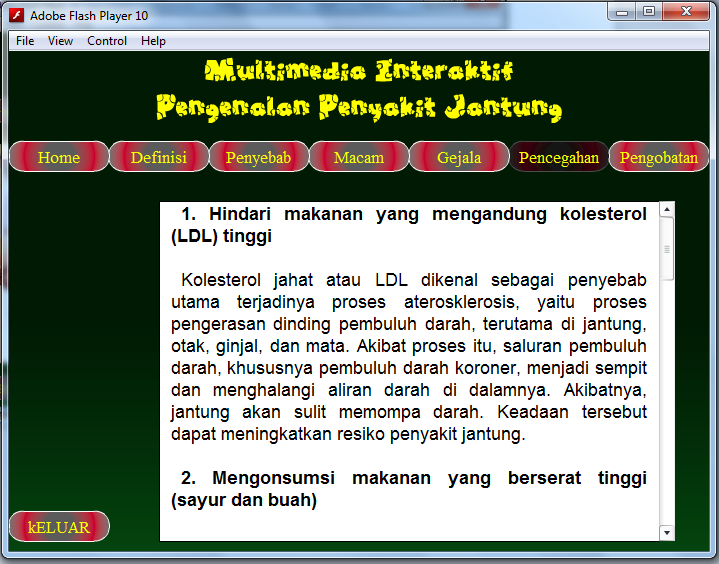 Adobe Flash Player 10
File View Control Help
Multimedia Interaktif
Pengenalan Penyakit Jantung
Home Definisi Penyebab Macam Gejala Pencegahan Pengobatan
1. Hindari makanan yang mengandung kolesterol
(LDL) tinggi
Kolesterol jahat atau LDL dikenal sebagai penyebab
utama terjadinya proses aterosklerosis, yaitu proses
pengerasan dinding pembuluh darah, terutama di jantung,
otak, ginjal, dan mata. Akibat proses itu, saluran pembuluh
darah, khususnya pembuluh darah koroner, menjadi sempit
dan menghalangi aliran darah di dalamnya. Akibatnya,
jantung akan sulit memompa darah. Keadaan tersebut
dapat meningkatkan resiko penyakit jantung.
2. Mengonsumsi makanan yang berserat tinggi
(sayur dan buah)
kELUAR